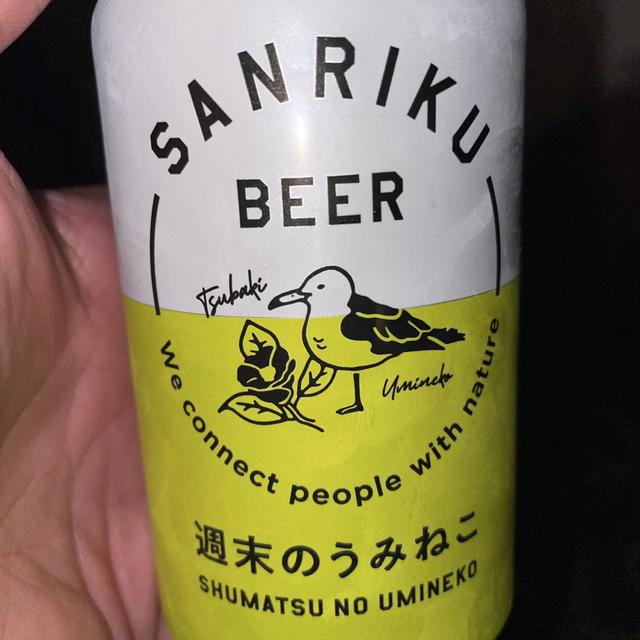 SANRIKU
BEER
Tsubaki
Umineko
We connect people with nature
週末のうみねこ
SHUMATSU NO UMINEKO